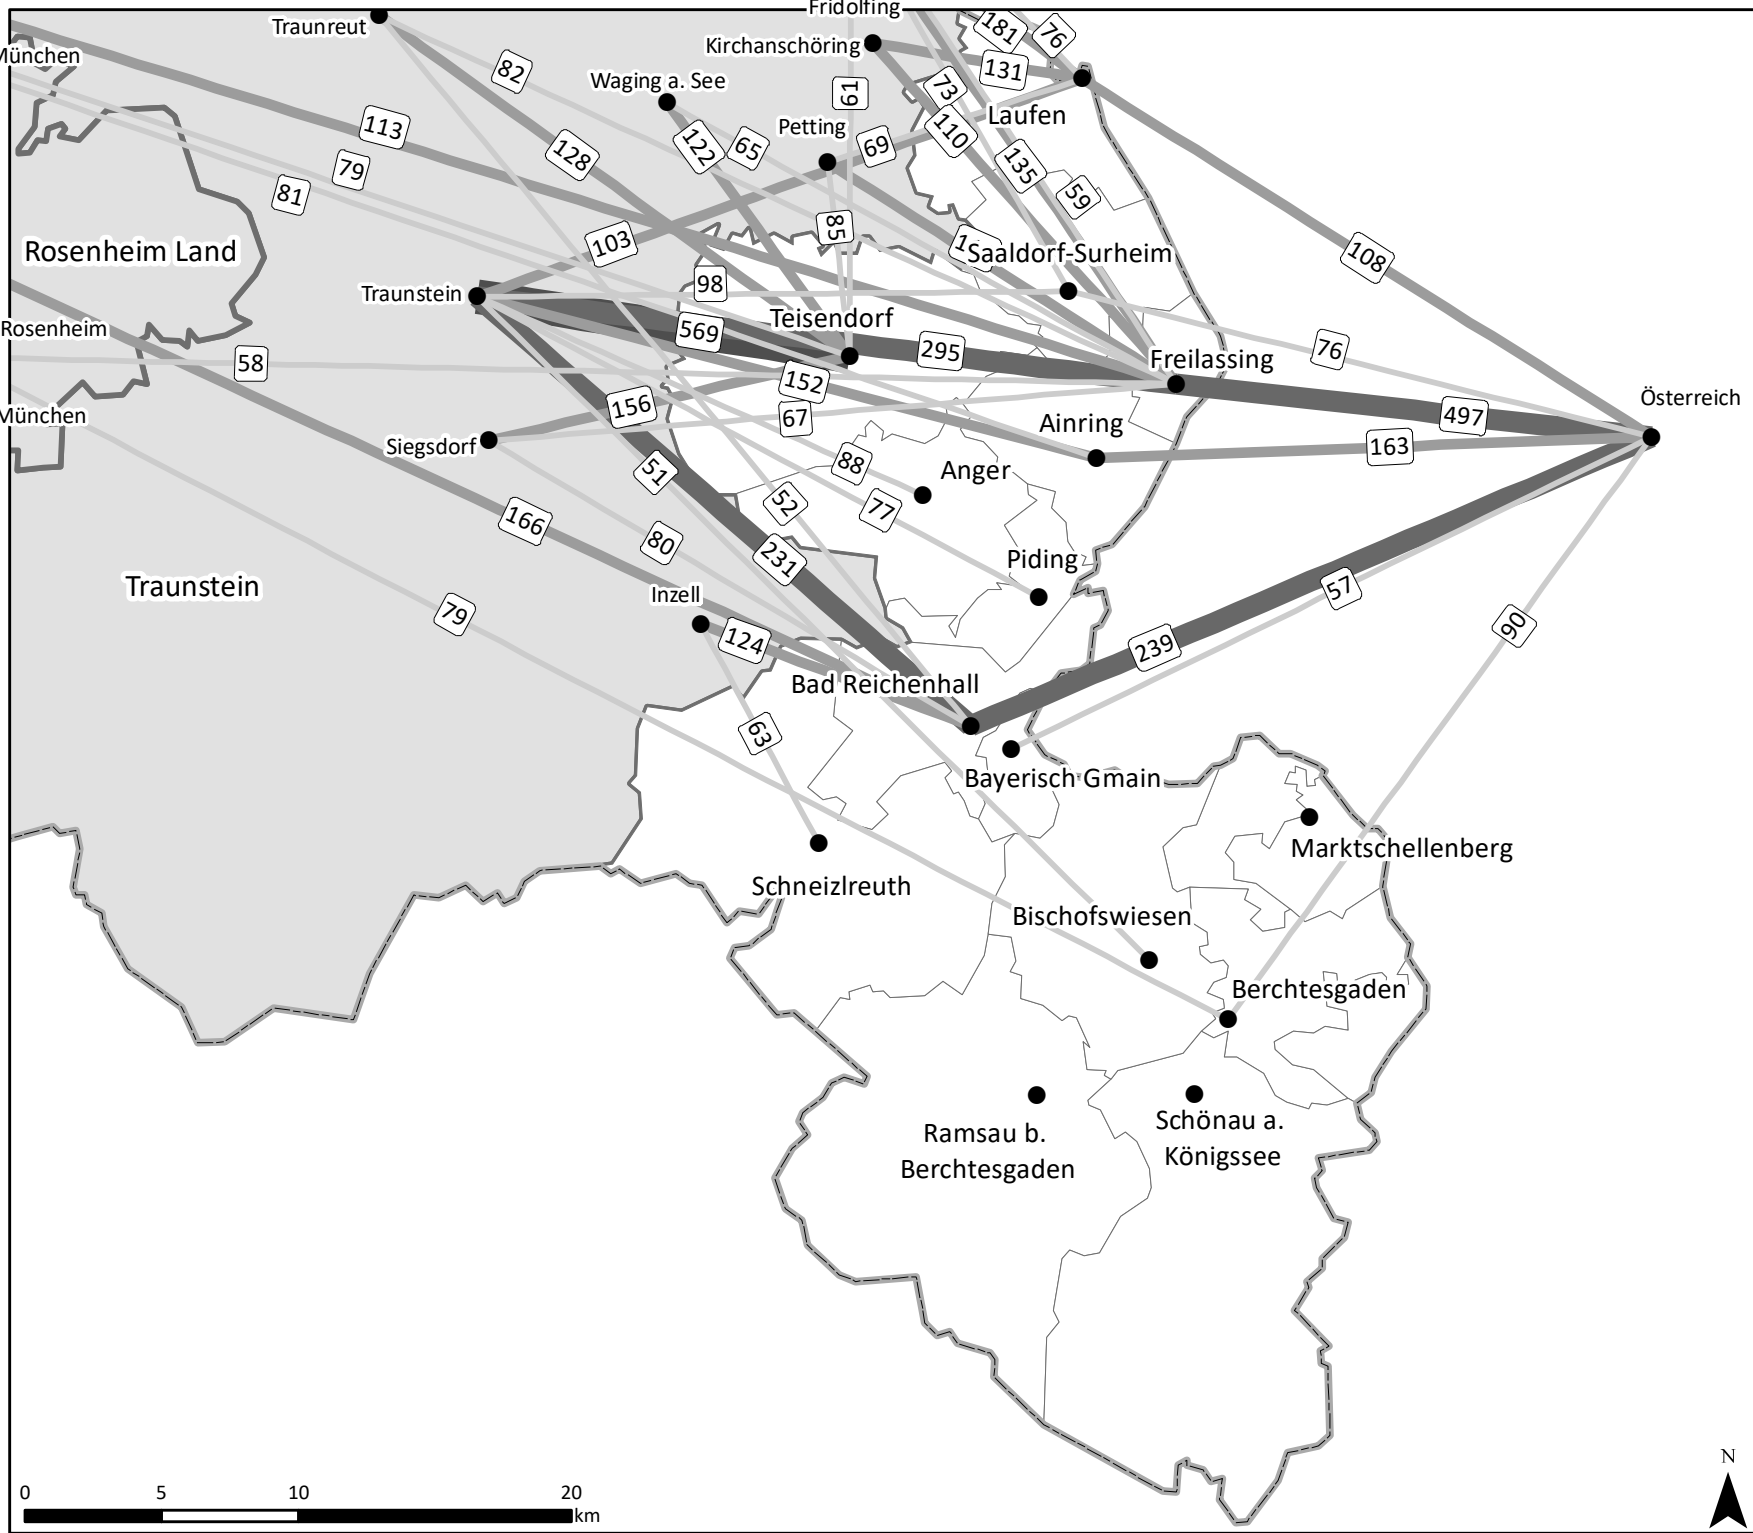 Fridolfing
Traunreut
181
76
Kirchanschöring
München
82
131
Waging a. See
61
73
Laufen
Petting
113
110
128
122
65
69
79
135
59
81
85
103
Rosenheim Land
Saaldorf-Surheim
108
98
Traunstein
Teisendorf
Rosenheim
569
295
76
58
Freilassing
152
Österreich
156
67
München
Ainring
497
Siegsdorf
163
88
Anger
51
52
77
166
80
231
Piding
Traunstein
57
Inzell
79
124
239
90
Bad Reichenhall
63
Bayerisch Gmain
Marktschellenberg
Schneizlreuth
Bischofswiesen
Berchtesgaden
Ramsau b.
Berchtesgaden
Schönau a.
Königssee
N
0 5 10 20
km